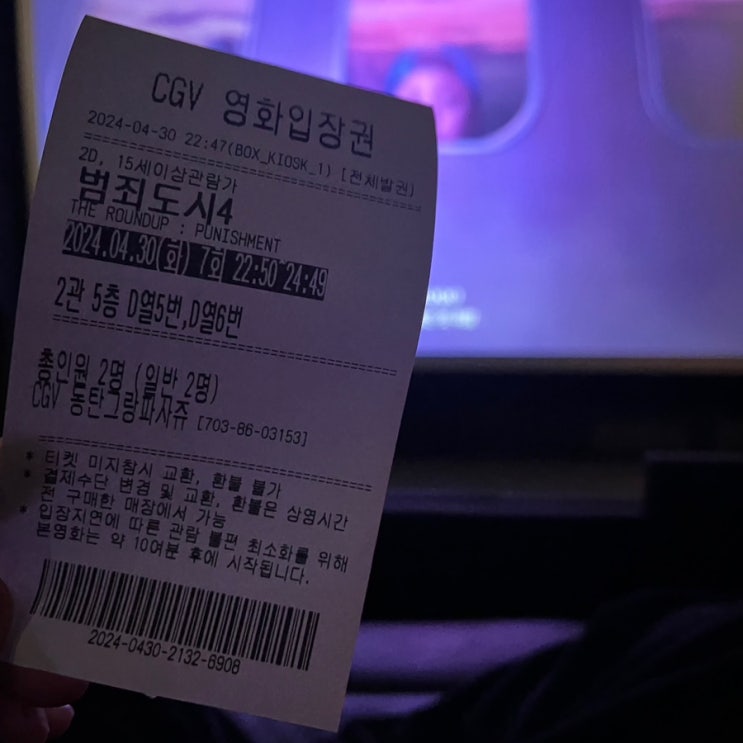 CGV 영화입장권
2024-04-30 22:47(BOX_KIOSK_1) [전체발권]
2D, 15세이상관람가
범죄도시4
THE ROUNDUP : PUNISHMENT
2024.04.30(화) 7회 22:50~24:49
2관 5층 D열5번,D열6번
총인원 2명 (일반 2명)
CGV 동탄그랑파사쥬 [703-86-03153]
* 티켓 미지참시 교환, 환불 불가
* 결제수단 변경 및 교환, 환불은 상영시간
전 구매한 매장에서 가능
* 입장지연에 따른 관람 불편 최소화를 위해
본영화는 약 10여분 후에 시작됩니다.
2024-0430-2132-6908